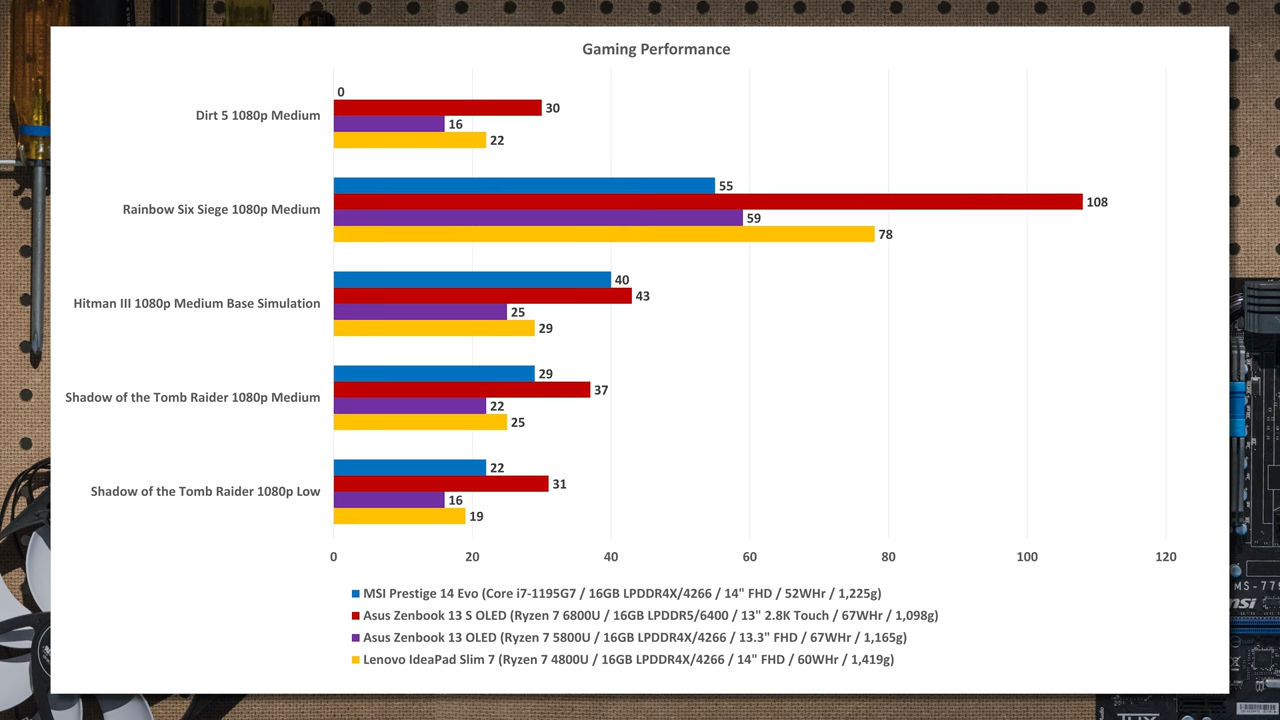 Gaming Performance
Dirt 5 1080p Medium
0
30
16
22
Rainbow Six Siege 1080p Medium
55
108
59
78
Hitman III 1080p Medium Base Simulation
40
43
25
29
Shadow of the Tomb Raider 1080p Medium
29
37
22
25
Shadow of the Tomb Raider 1080p Low
22
31
16
19
0 20 40 60 80 100 120
MSI Prestige 14 Evo (Core i7-1195G7 / 16GB LPDDR4X/4266 / 14" FHD / 52WHr / 1,225g)
Asus Zenbook 13 S OLED (Ryzen 7 6800U / 16GB LPDDR5/6400 / 13" 2.8K Touch / 67WHr / 1,098g)
Asus Zenbook 13 OLED (Ryzen 7 5800U / 16GB LPDDR4X/4266 / 13.3" FHD / 67WHr / 1,165g)
Lenovo IdeaPad Slim 7 (Ryzen 7 4800U / 16GB LPDDR4X/4266 / 14" FHD / 60WHr / 1,419g)
MS-77